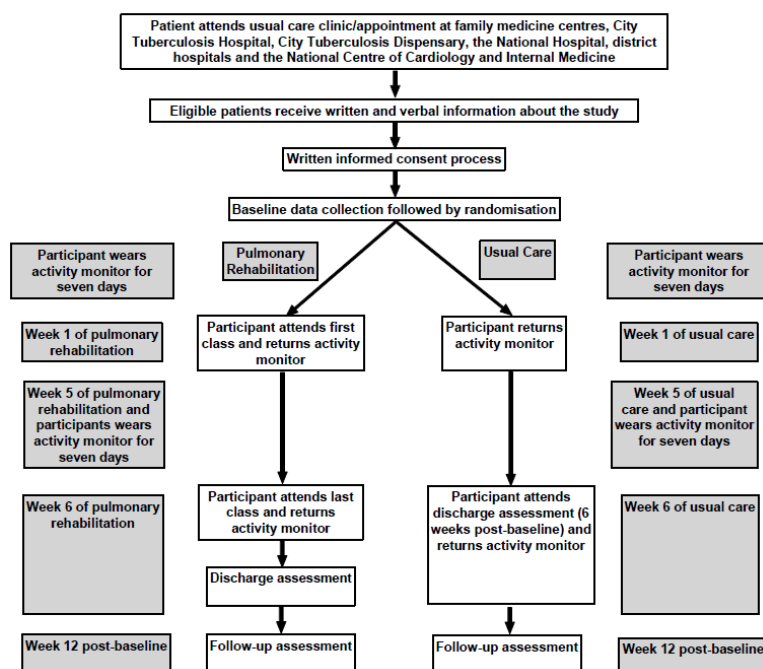 Patient attends usual care clinic/appointment at family medicine centres, City
Tuberculosis Hospital, City Tuberculosis Dispensary, the National Hospital, district
hospitals and the National Centre of Cardiology and Internal Medicine
Eligible patients receive written and verbal information about the study
Written informed consent process
Baseline data collection followed by randomisation
Participant wears
activity monitor for
seven days
Pulmonary
Rehabilitation
Usual Care
Participant wears
activity monitor for
seven days
Week 1 of pulmonary
rehabilitation
Participant attends first
class and returns activity
monitor
Participant returns
activity monitor
Week 1 of usual care
Week 5 of pulmonary
rehabilitation and
participants wears
activity monitor for
seven days
Week 5 of usual
care and participant
wears activity monitor
for seven days
Week 6 of pulmonary
rehabilitation
Participant attends last
class and returns
activity monitor
Participant attends
discharge assessment (6
weeks post-baseline) and
returns activity monitor
Week 6 of usual care
Discharge assessment
Week 12 post-baseline
Follow-up assessment
Follow-up assessment
Week 12 post-baseline